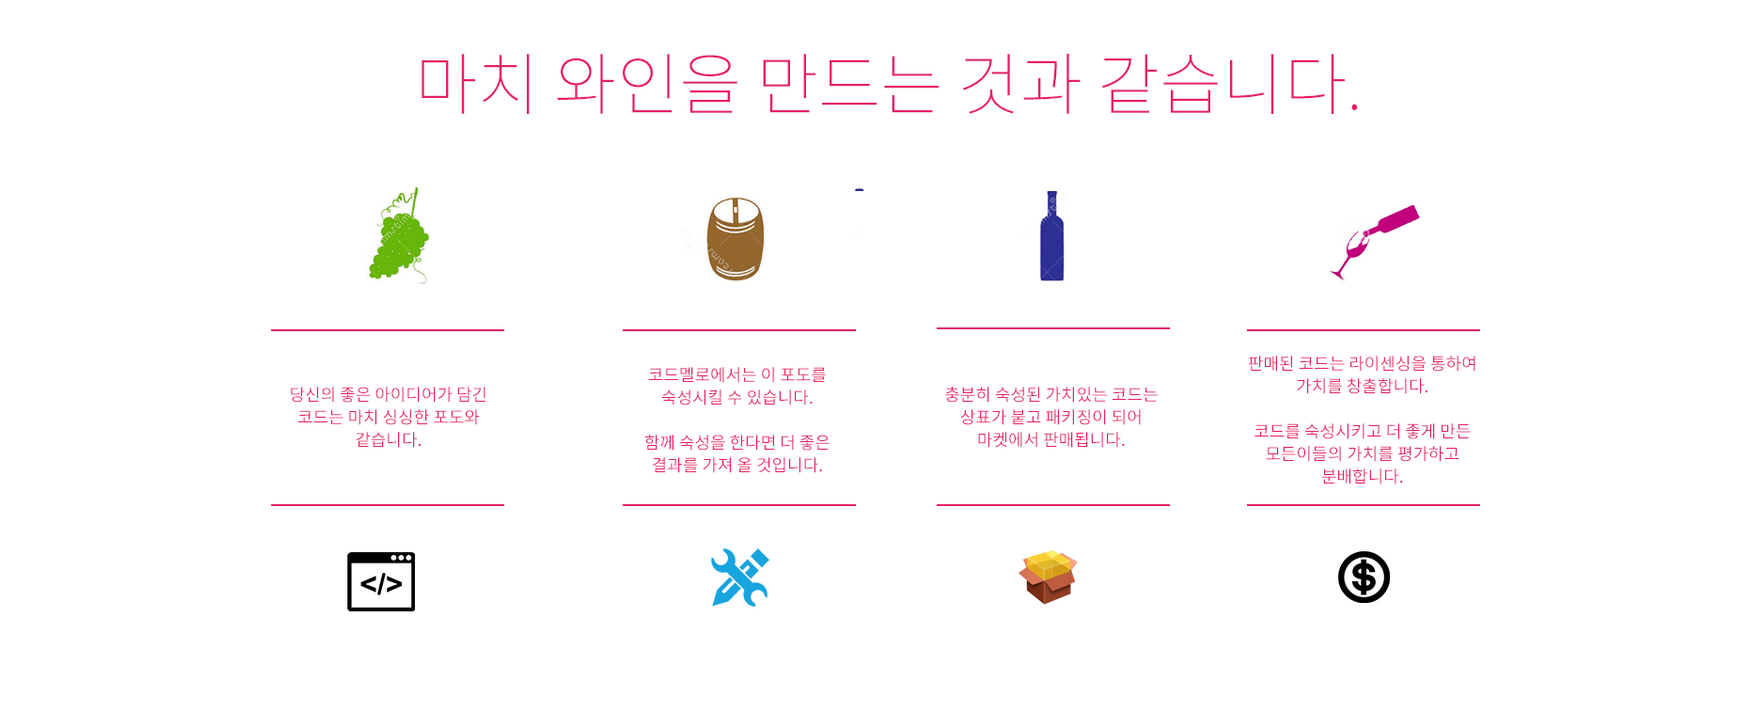 마치 와인을 만드는 것과 같습니다.
당신의 좋은 아이디어가 담긴
코드는 마치 싱싱한 포도와
같습니다.
코드멜로에서는 이 포도를
숙성시킬 수 있습니다.
함께 숙성을 한다면 더 좋은
결과를 가져 올 것입니다.
충분히 숙성된 가치있는 코드는
상표가 붙고 패키징이 되어
마켓에서 판매됩니다.
판매된 코드는 라이센싱을 통하여
가치를 창출합니다.
코드를 숙성시키고 더 좋게 만든
모든이들의 가치를 평가하고
분배합니다.
</>
$